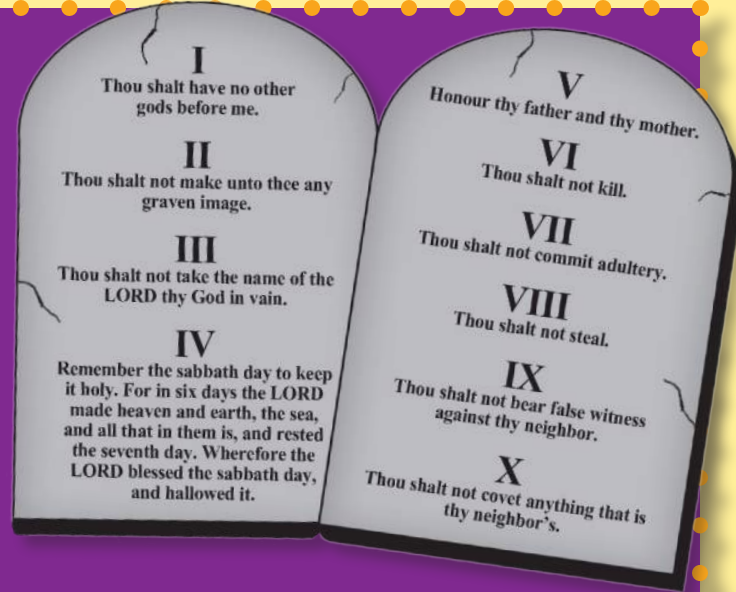 I
Thou shalt have no other
gods before me.
II
Thou shalt not make unto thee any
graven image.
III
Thou shalt not take the name of the
LORD thy God in vain.
IV
Remember the sabbath day to keep
it holy. For in six days the LORD
made heaven and earth, the sea,
and all that in them is, and rested
the seventh day. Wherefore the
LORD blessed the sabbath day,
and hallowed it.
V
Honour thy father and thy mother.
VI
Thou shalt not kill.
VII
Thou shalt not commit adultery.
VIII
Thou shalt not steal.
IX
Thou shalt not bear false witness
against thy neighbor.
X
Thou shalt not covet anything that is
thy neighbor's.